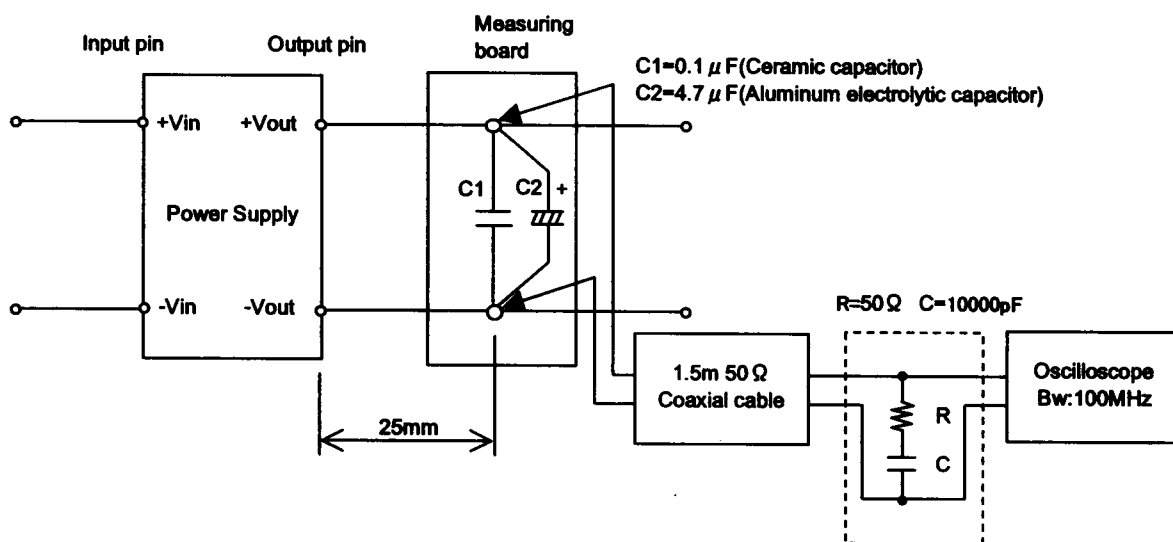 Input pin
Output pin
Measuring
board
C1=0.1μF(Ceramic capacitor)
C2=4.7μF(Aluminum electrolytic capacitor)
+Vin
+Vout
C1
C2
+
Power Supply
-Vin
-Vout
R=50Ω C=10000pF
1.5m 50Ω
Coaxial cable
Oscilloscope
Bw:100MHz
R
C
25mm